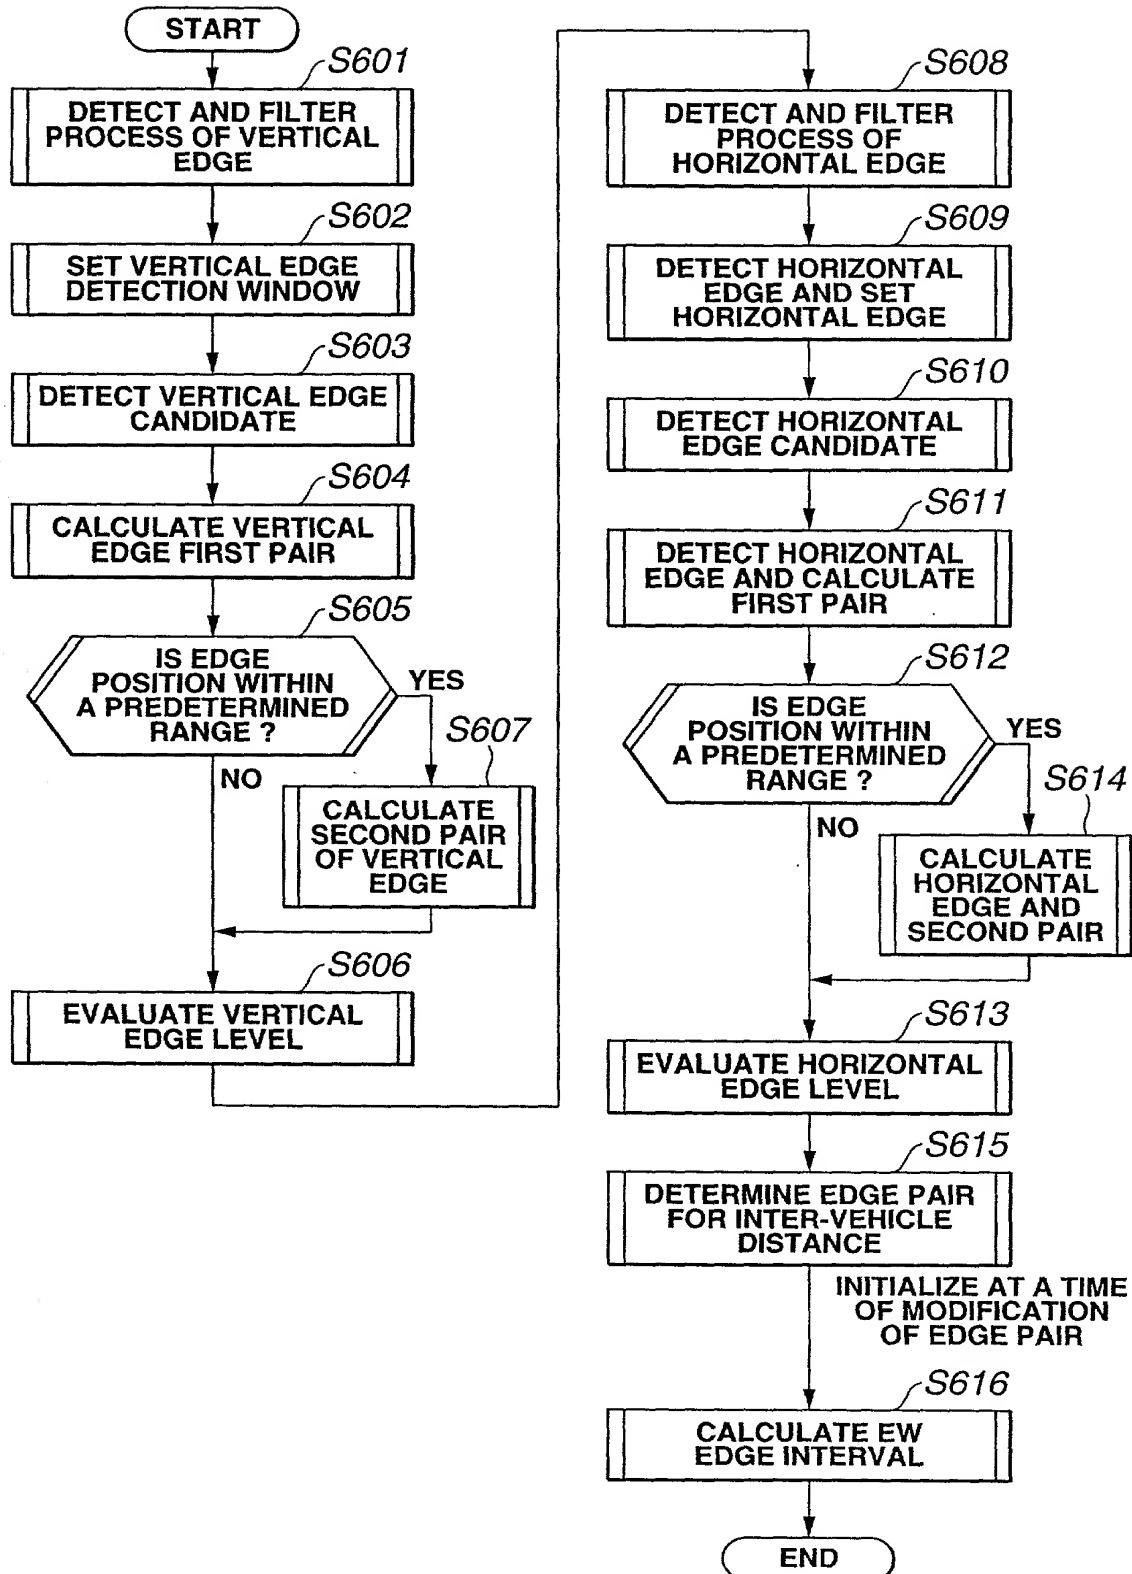 START
S601
DETECT AND FILTER
PROCESS OF VERTICAL
EDGE
S602
SET VERTICAL EDGE
DETECTION WINDOW
S603
DETECT VERTICAL EDGE
CANDIDATE
S604
CALCULATE VERTICAL
EDGE FIRST PAIR
S605
IS EDGE
POSITION WITHIN
A PREDETERMINED
RANGE ?
YES
NO
S607
CALCULATE
SECOND PAIR
OF VERTICAL
EDGE
S606
EVALUATE VERTICAL
EDGE LEVEL
S608
DETECT AND FILTER
PROCESS OF
HORIZONTAL EDGE
S609
DETECT HORIZONTAL
EDGE AND SET
HORIZONTAL EDGE
S610
DETECT HORIZONTAL
EDGE CANDIDATE
S611
DETECT HORIZONTAL
EDGE AND CALCULATE
FIRST PAIR
S612
IS EDGE
POSITION WITHIN
A PREDETERMINED
RANGE ?
YES
NO
S614
CALCULATE
HORIZONTAL
EDGE AND
SECOND PAIR
S613
EVALUATE HORIZONTAL
EDGE LEVEL
S615
DETERMINE EDGE PAIR
FOR INTER-VEHICLE
DISTANCE
INITIALIZE AT A TIME
OF MODIFICATION
OF EDGE PAIR
S616
CALCULATE EW
EDGE INTERVAL
END